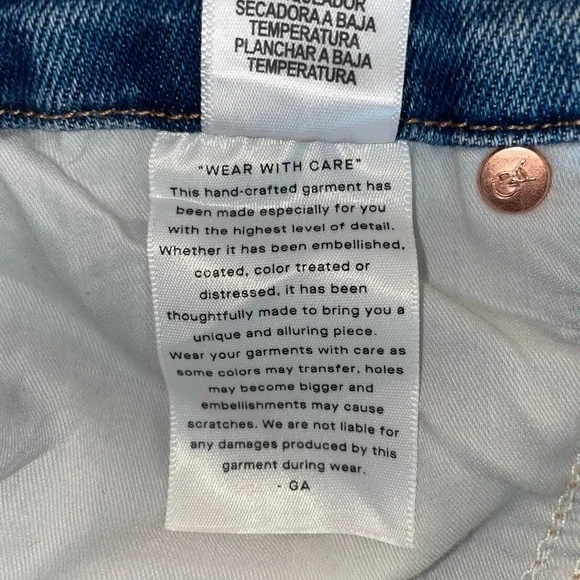 SECADORA A BAJA
TEMPERATURA
PLANCHAR A BAJA
TEMPERATURA
"WEAR WITH CARE"
This hand-crafted garment has
been made especially for you
with the highest level of detail.
Whether it has been embellished,
coated, color treated or
distressed, it has been
thoughtfully made to bring you a
unique and alluring piece.
Wear your garments with care as
some colors may transfer, holes
may become bigger and
embellishments may cause
scratches. We are not liable for
any damages produced by this
garment during wear.
- GA